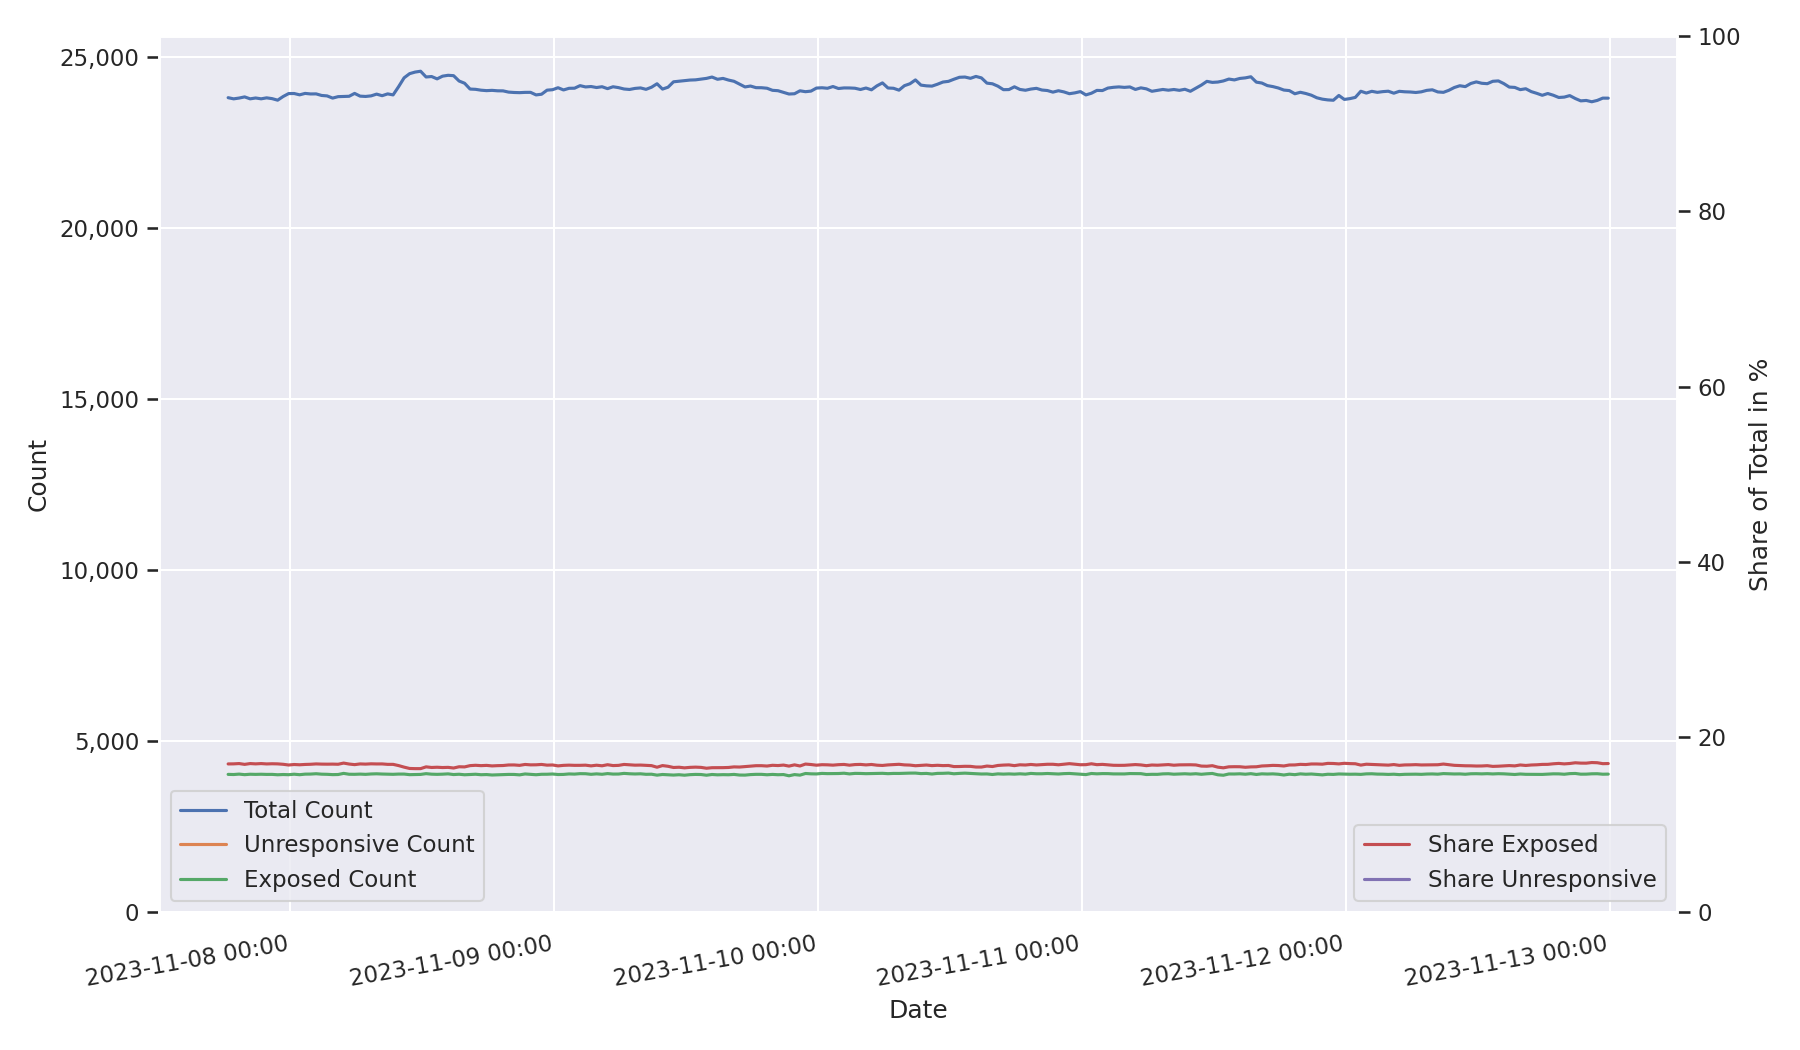 25,000
20,000
15,000
10,000
5,000
0
Count
100
80
60
40
20
0
Share of Total in %
Total Count
Unresponsive Count
Exposed Count
Share Exposed
Share Unresponsive
2023-11-08 00:00
2023-11-09 00:00
2023-11-10 00:00
2023-11-11 00:00
2023-11-12 00:00
2023-11-13 00:00
Date